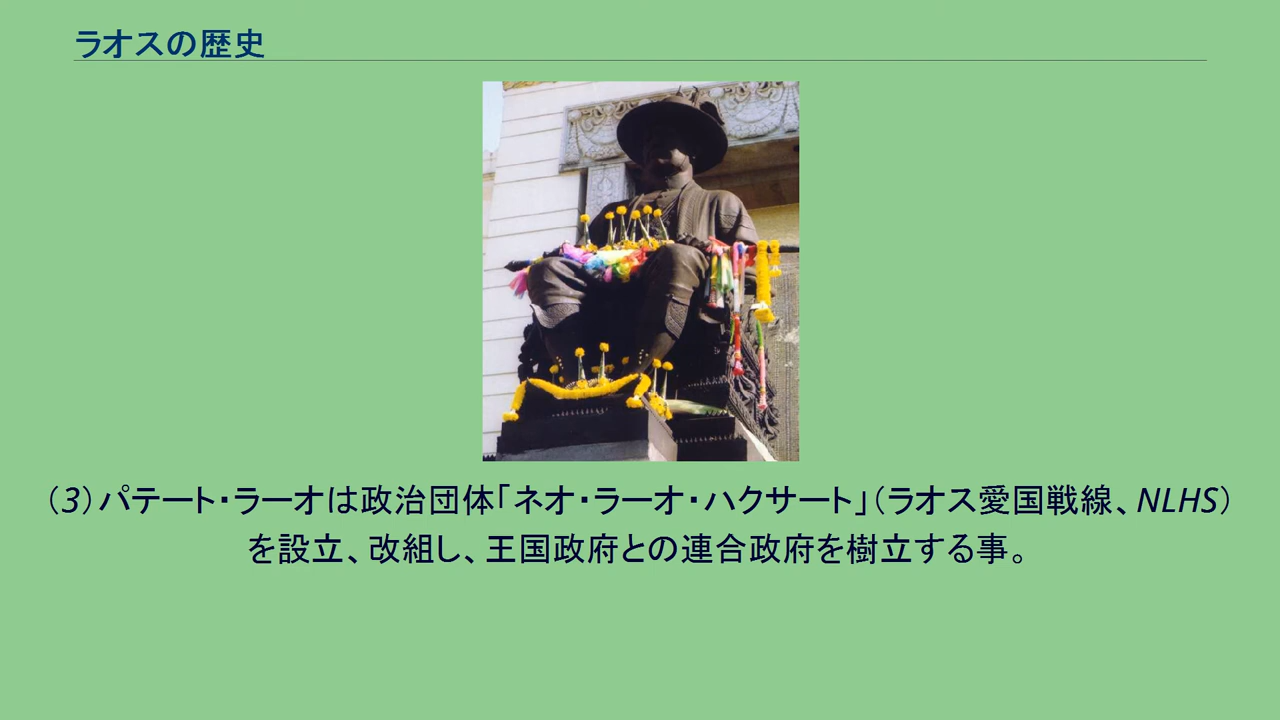 ラオスの歴史
（3）パテート・ラーオは政治団体「ネオ・ラーオ・ハクサート」（ラオス愛国戦線、NLHS）
を設立、改組し、王国政府との連合政府を樹立する事。